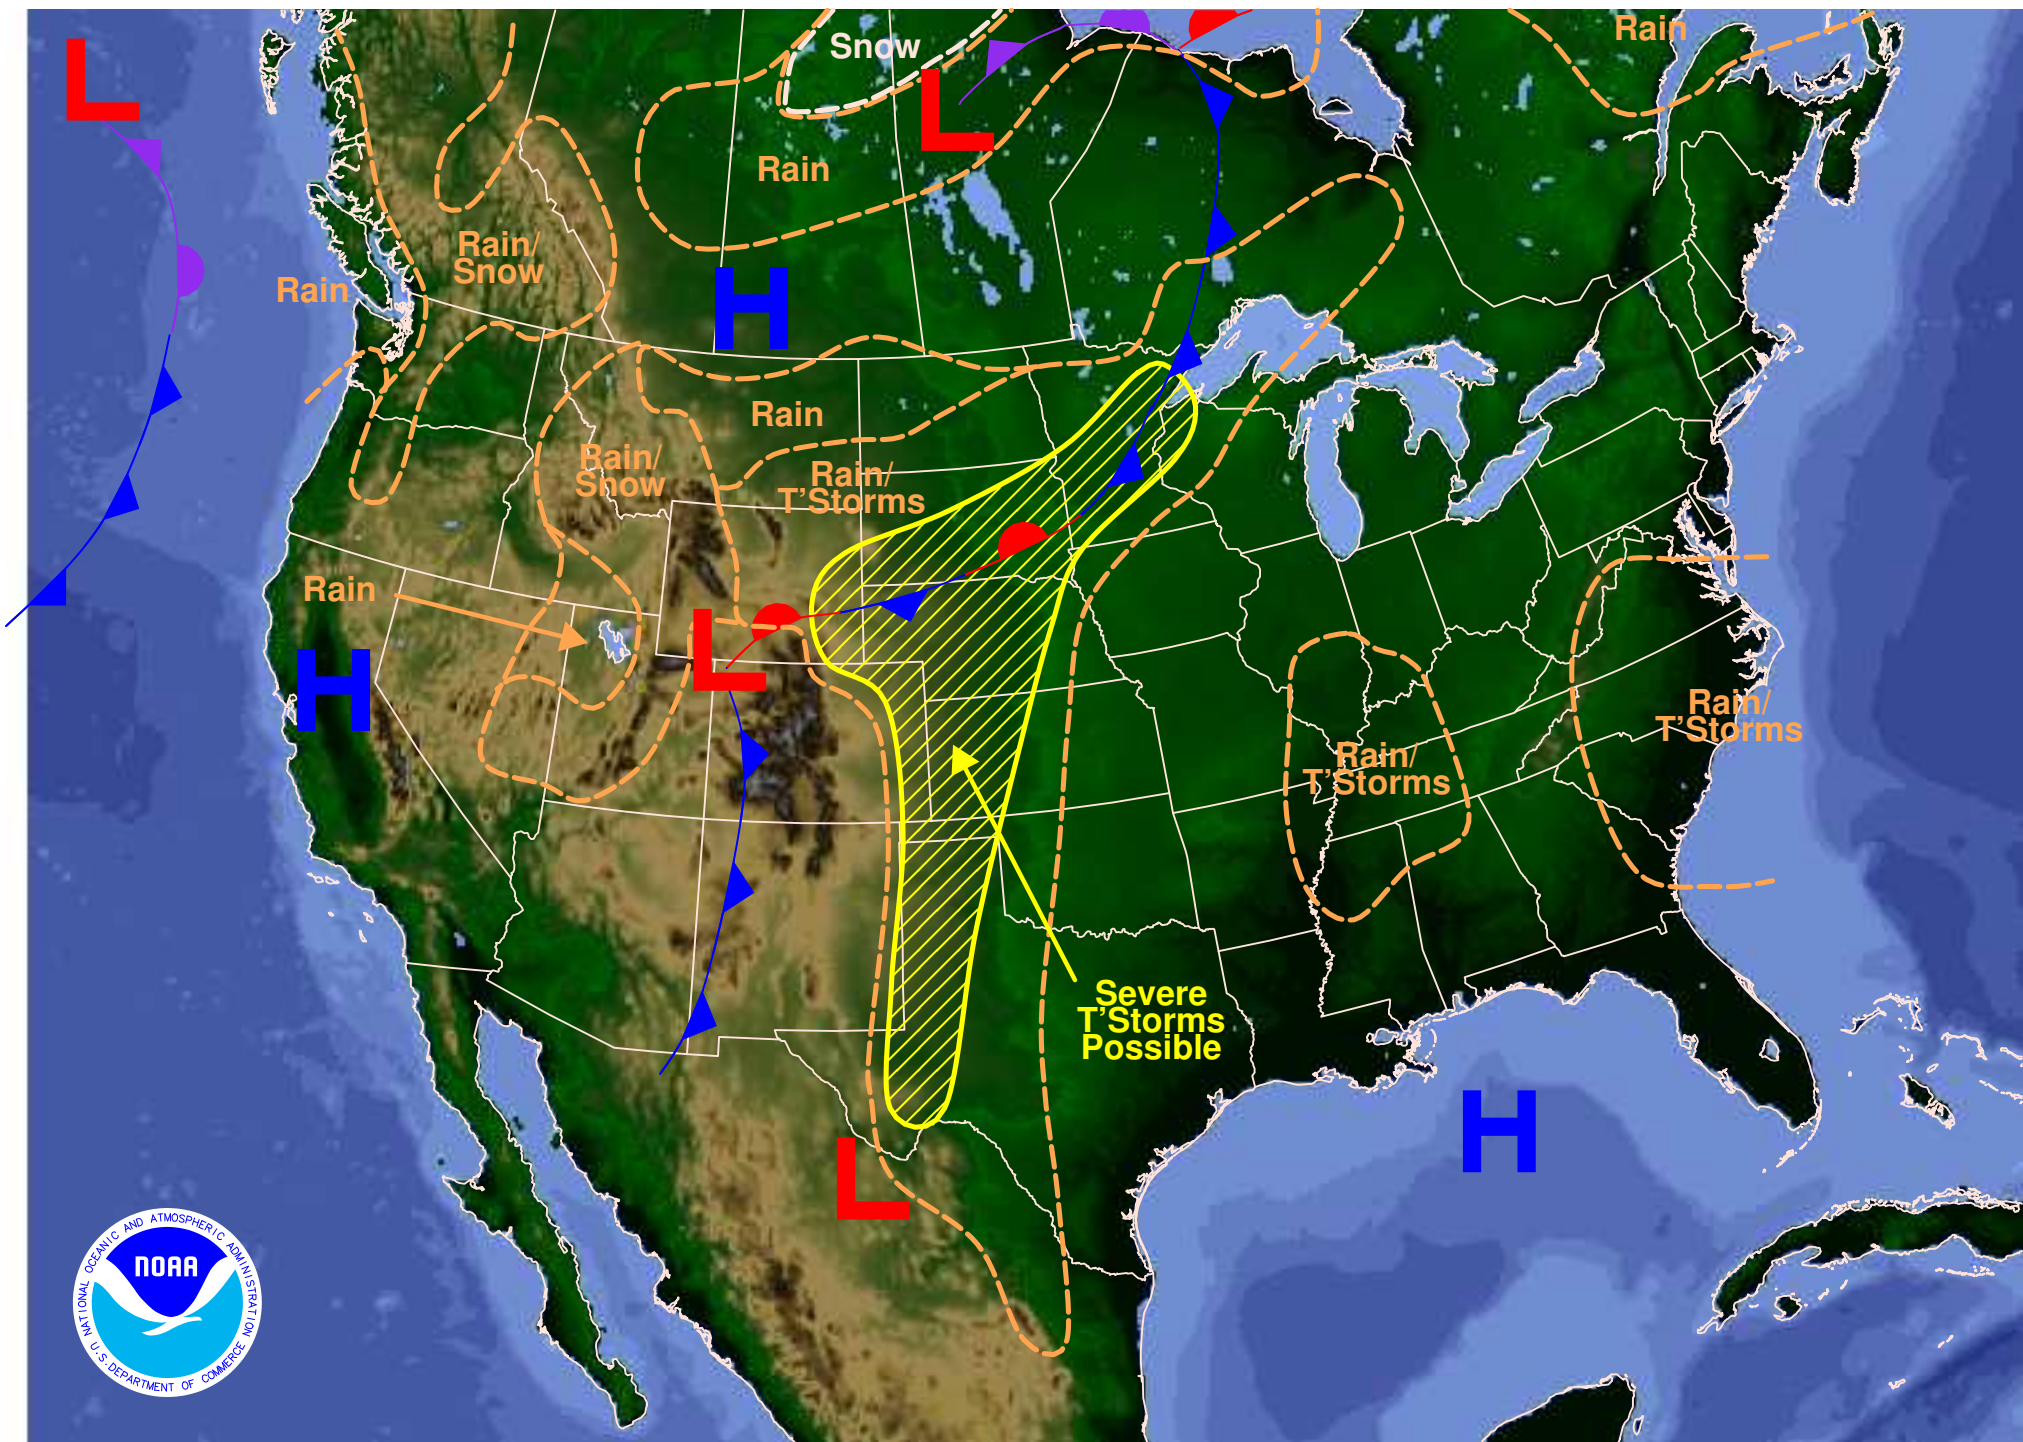 Snow
Rain
L
L
Rain
Rain/
Snow
Rain
H
Rain
Rain/
Snow
Rain/
T'Storms
Rain
L
H
Rain/
T'Storms
Rain/
T'Storms
Severe
T'Storms
Possible
H
L
NATIONAL OCEANIC AND ATMOSPHERIC ADMINISTRATION
NOAA
U.S. DEPARTMENT OF COMMERCE